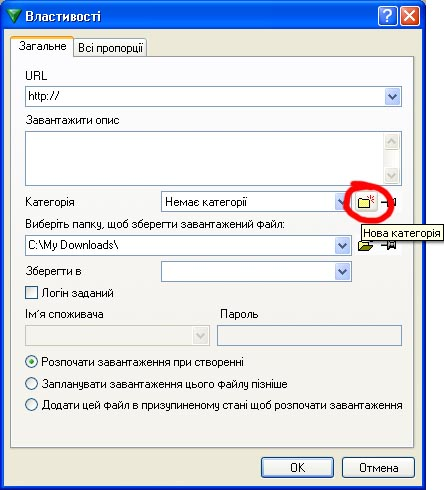 Властивості
Загальне Всі пропорції
URL
http://
Завантажити опис
Категорія Немає категорії
Нова категорія
Виберіть папку, щоб зберегти завантажений файл:
C:\My Downloads\
Зберегти в
Логін заданий
Ім´я споживача Пароль
Розпочати завантаження при створенні
Запланувати завантаження цього файлу пізніше
Додати цей файл в призупиненому стані щоб розпочати завантаження
OK Отмена